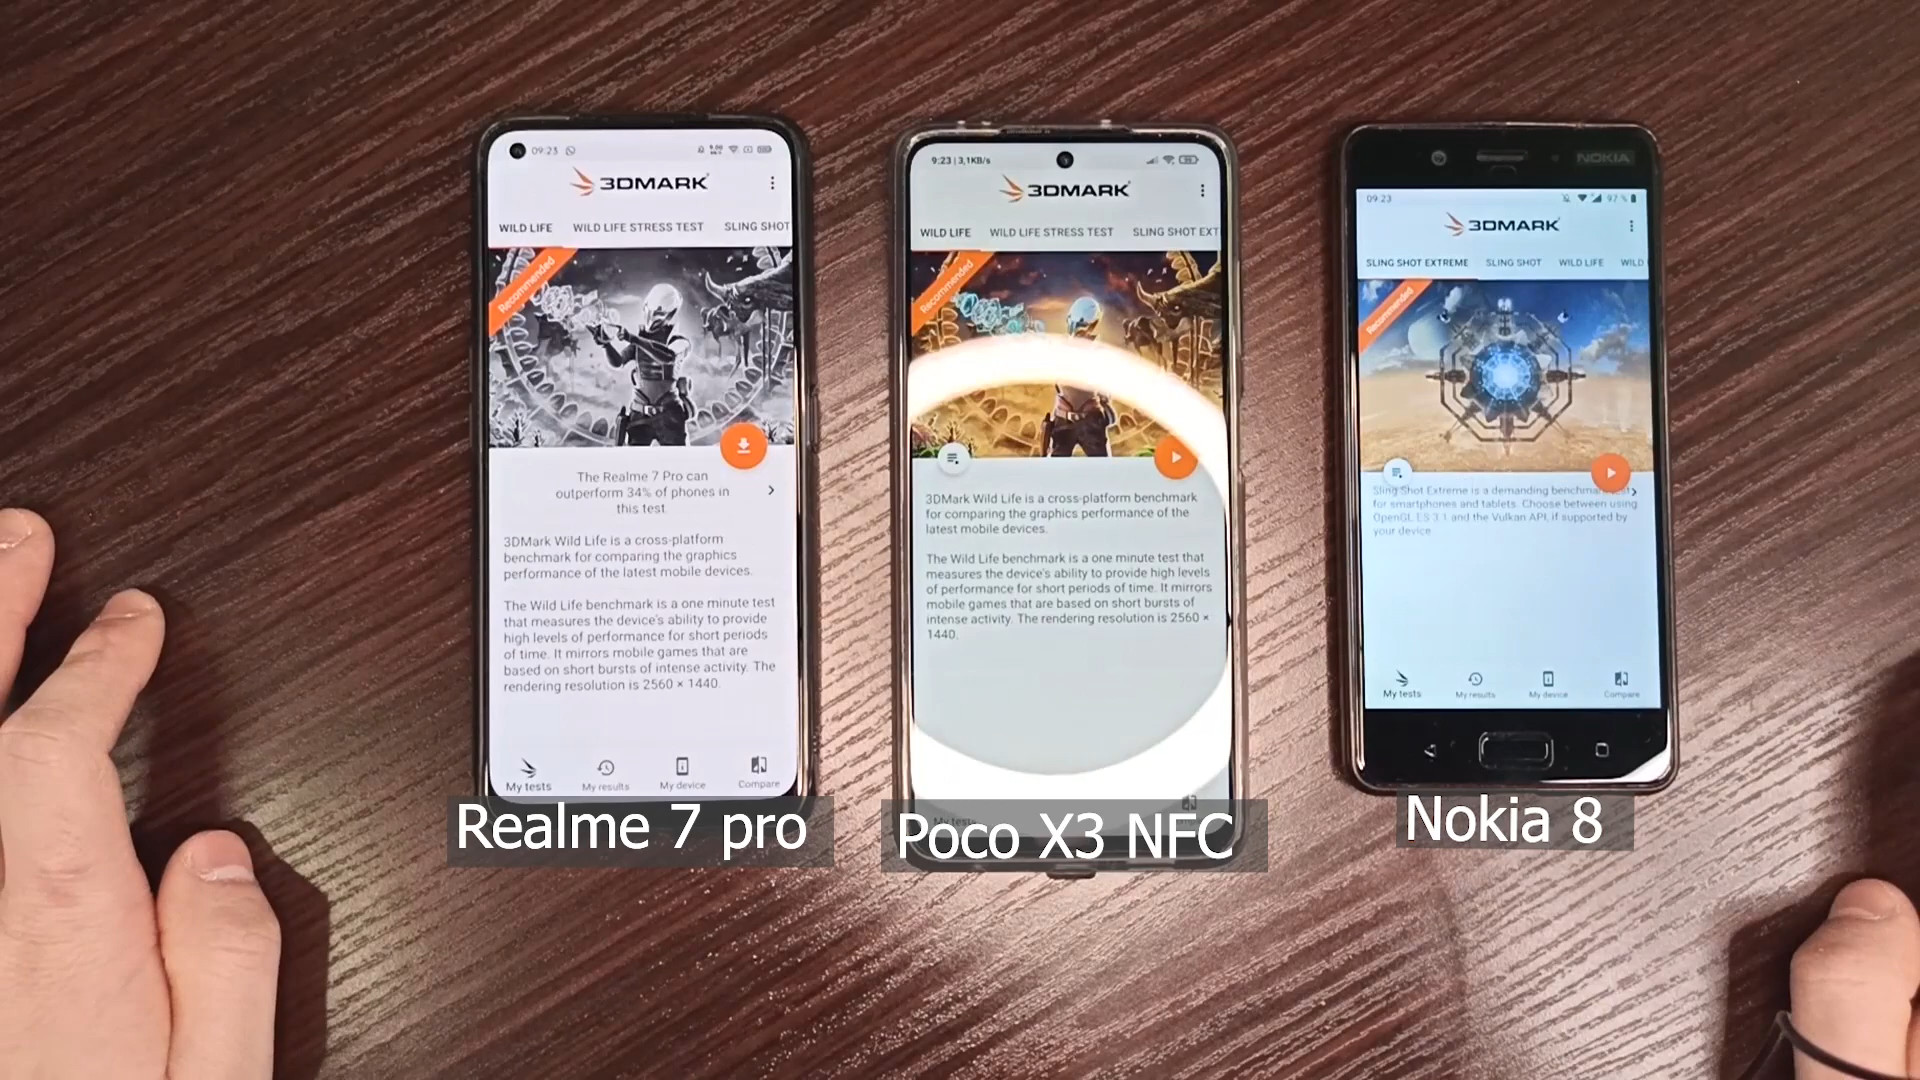 09:23
3DMARK
WILD LIFE WILD LIFE STRESS TEST SLING SHOT
Recommended
The Realme 7 Pro can
outperform 34% of phones in
this test.
3DMark Wild Life is a cross-platform
benchmark for comparing the graphics
performance of the latest mobile devices.
The Wild Life benchmark is a one minute test
that measures the device's ability to provide
high levels of performance for short periods
of time. It mirrors mobile games that are
based on short bursts of intense activity. The
rendering resolution is 2560 × 1440.
My tests My results My device Compare
Realme 7 pro
9:23 | 3,1KB/s
3DMARK
WILD LIFE WILD LIFE STRESS TEST SLING SHOT EXT
Recommended
3DMark Wild Life is a cross-platform benchmark
for comparing the graphics performance of the
latest mobile devices.
The Wild Life benchmark is a one minute test that
measures the device's ability to provide high levels
of performance for short periods of time. It mirrors
mobile games that are based on short bursts of
intense activity. The rendering resolution is 2560 ×
1440.
My tests
Poco X3 NFC
NOKIA
09:23 97 %
3DMARK
SLING SHOT EXTREME SLING SHOT WILD LIFE WILD
Recommended
Sling Shot Extreme is a demanding benchmark test
for smartphones and tablets. Choose between using
OpenGL ES 3.1 and the Vulkan API, if supported by
your device.
My tests My results My device Compare
Nokia 8